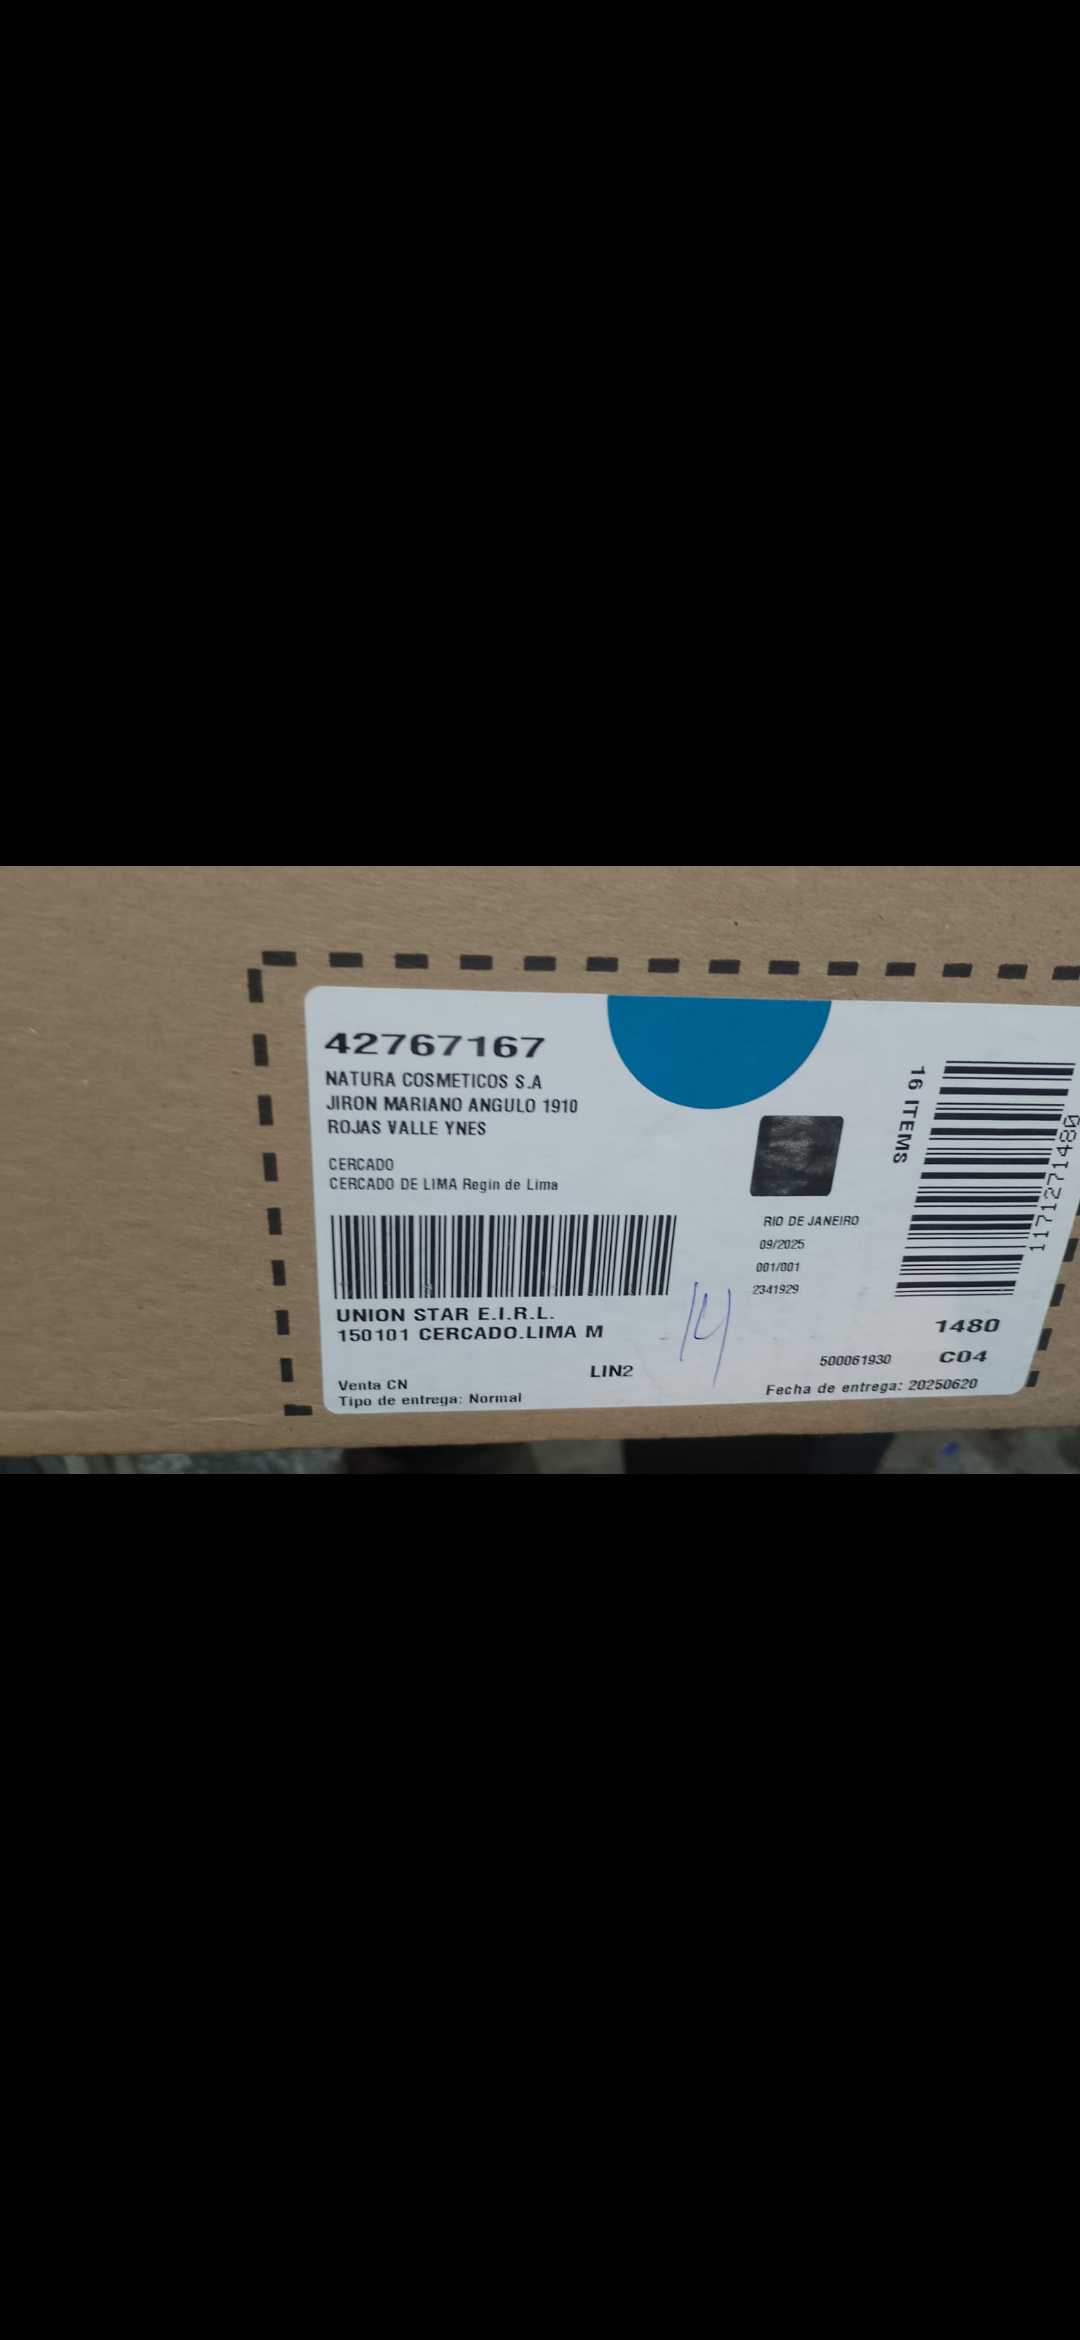 42767167
NATURA COSMETICOS S.A
JIRON MARIANO ANGULO 1910
ROJAS VALLE YNES
CERCADO
CERCADO DE LIMA Regin de Lima
UNION STAR E.I.R.L.
150101 CERCADO.LIMA M
LIN2
Venta CN
Tipo de entrega: Normal
14
RIO DE JANEIRO
09/2025
001/001
2341929
16 ITEMS
1171271480
1480
500061930 C04
Fecha de entrega: 20250620